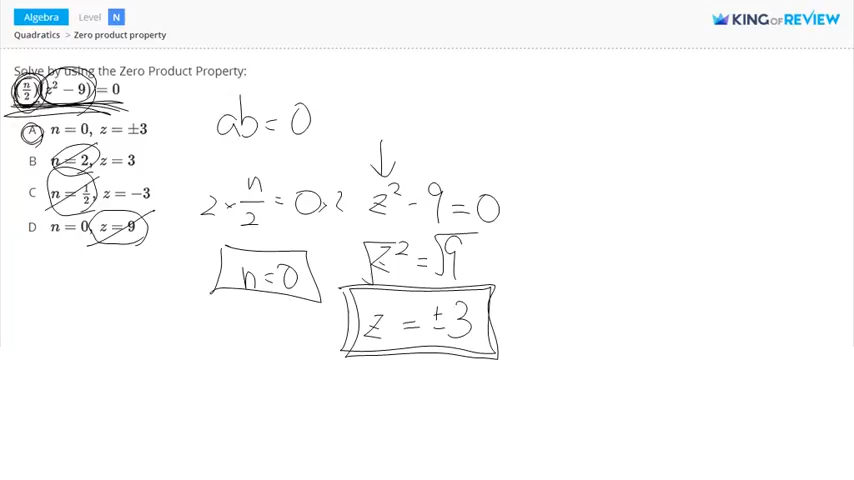 Algebra Level N
KING OF REVIEW
Quadratics > Zero product property
Solve by using the Zero Product Property:
(n/2)(z² − 9) = 0
A n = 0, z = ±3
B n = 2, z = 3
C n = 1/2, z = −3
D n = 0, z = 9
ab = 0
2 × n/2 = 0 × 2
z² - 9 = 0
n = 0
√z² = √9
z = ±3